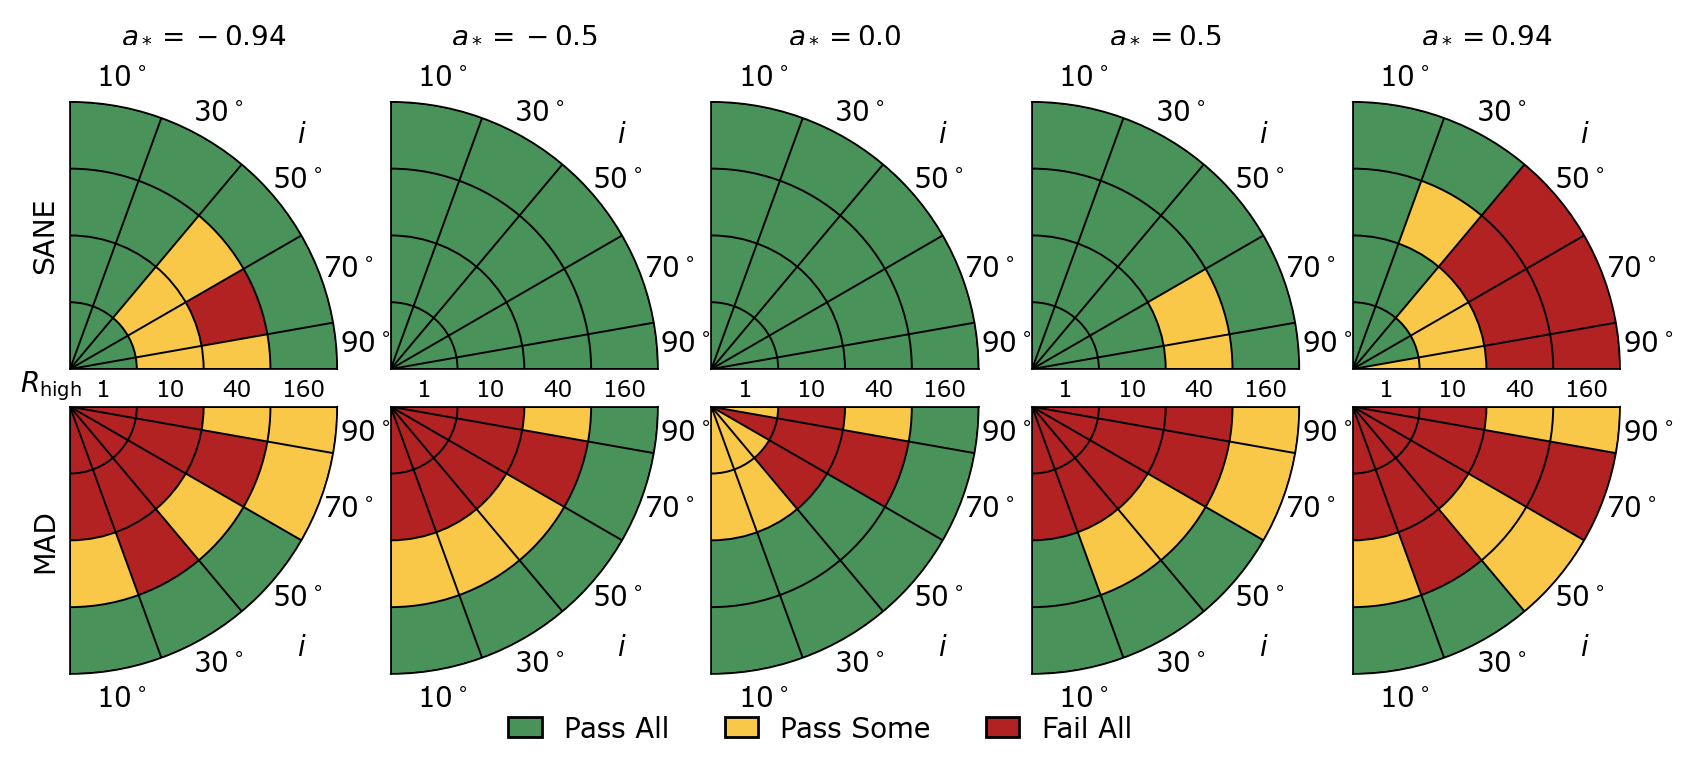 a* = −0.94 a* = −0.5 a* = 0.0 a* = 0.5 a* = 0.94
10° 10° 10° 10° 10°
30° 30° 30° 30° 30°
i i i i i
50° 50° 50° 50° 50°
SANE
70° 70° 70° 70° 70°
90° 90° 90° 90° 90°
R_high 1 10 40 160 1 10 40 160 1 10 40 160 1 10 40 160 1 10 40 160
90° 90° 90° 90° 90°
70° 70° 70° 70° 70°
MAD
50° 50° 50° 50° 50°
i i i i i
30° 30° 30° 30° 30°
10° 10° 10° 10° 10°
Pass All Pass Some Fail All